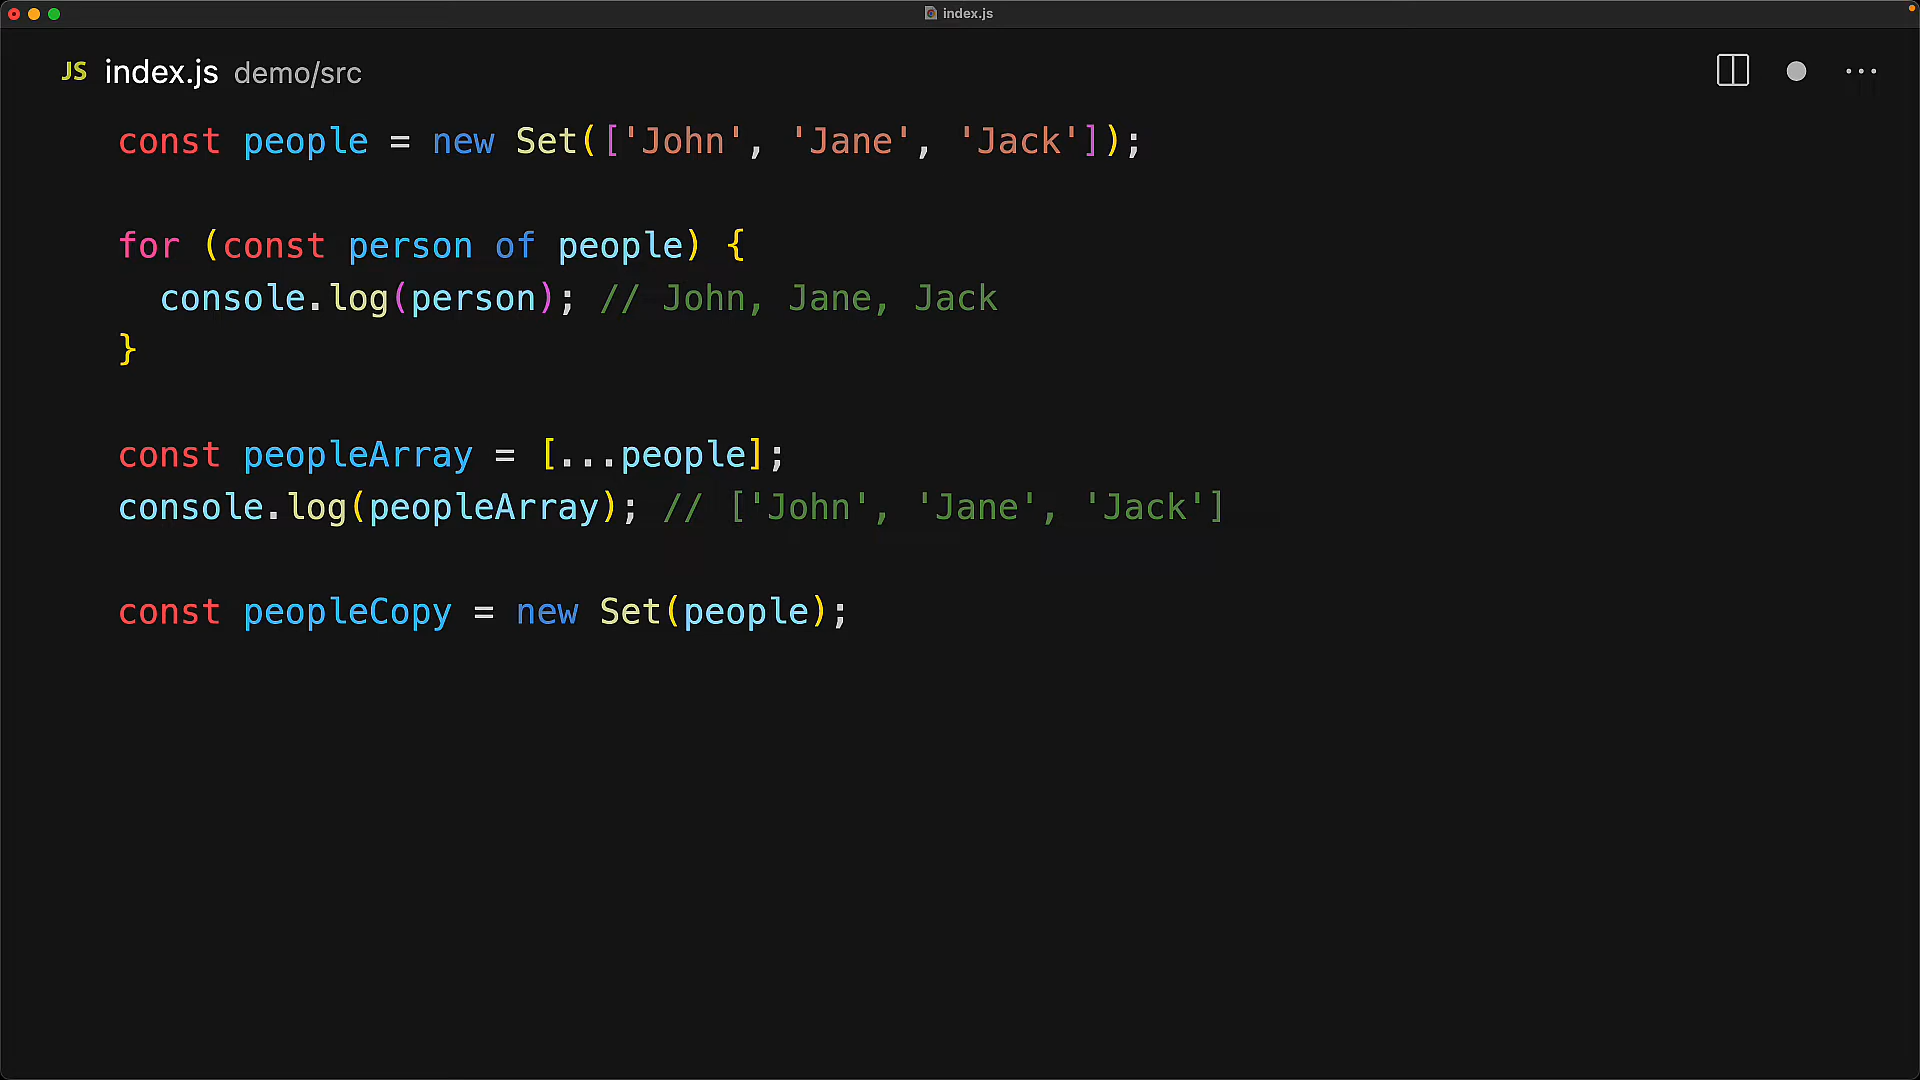 index.js
JS index.js demo/src
const people = new Set(['John', 'Jane', 'Jack']);
for (const person of people) {
  console.log(person); // John, Jane, Jack
}
const peopleArray = [...people];
console.log(peopleArray); // ['John', 'Jane', 'Jack']
const peopleCopy = new Set(people);